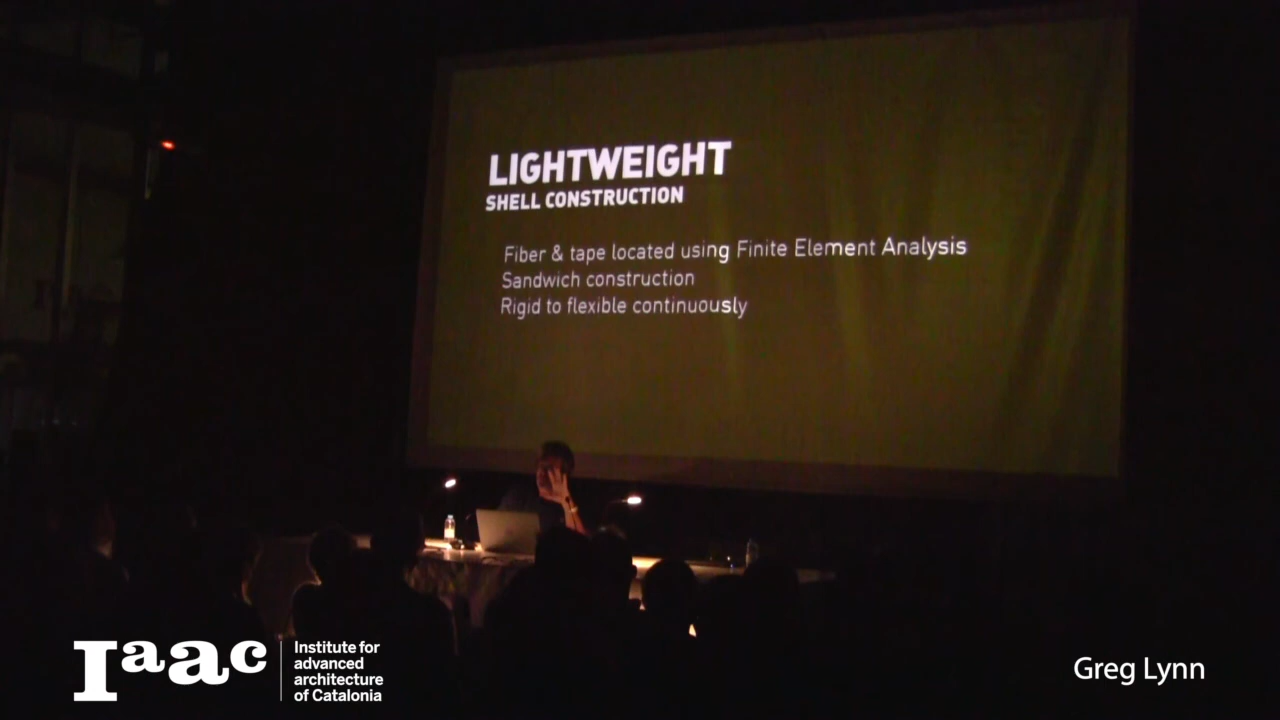 LIGHTWEIGHT
SHELL CONSTRUCTION
Fiber & tape located using Finite Element Analysis
Sandwich construction
Rigid to flexible continuously
Iaac
Institute for
advanced
architecture
of Catalonia
Greg Lynn